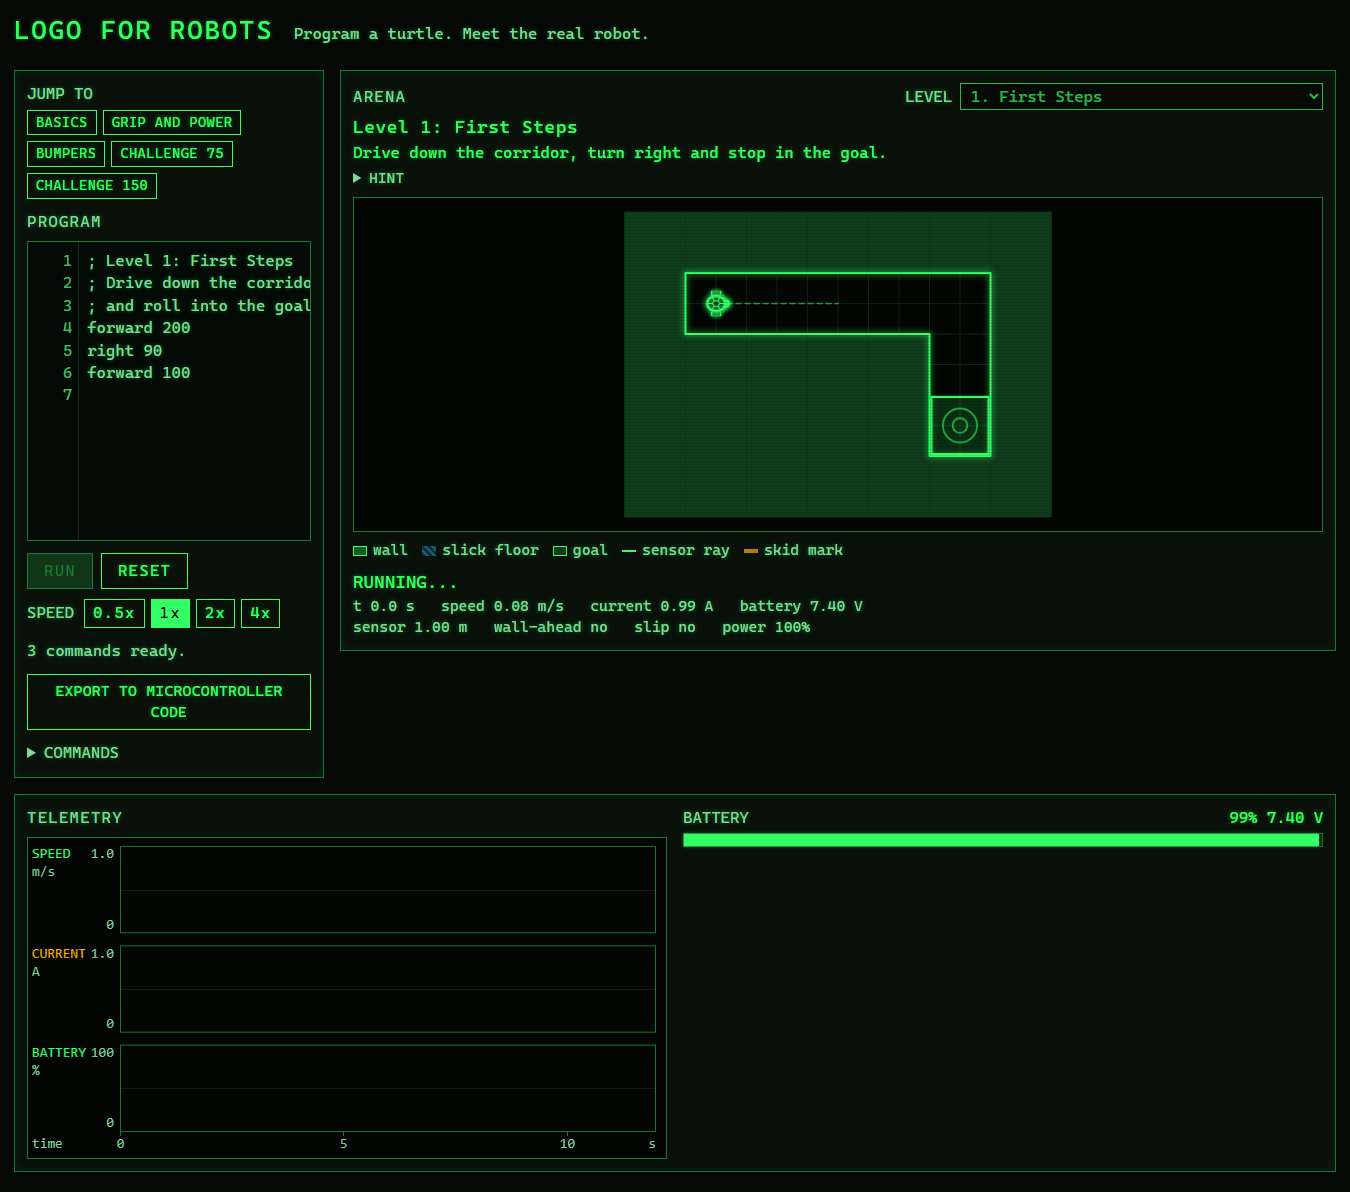 LOGO FOR ROBOTS Program a turtle. Meet the real robot.
JUMP TO
BASICS GRIP AND POWER
BUMPERS CHALLENGE 75
CHALLENGE 150
PROGRAM
1 ; Level 1: First Steps
2 ; Drive down the corrido
3 ; and roll into the goal
4 forward 200
5 right 90
6 forward 100
7
RUN RESET
SPEED 0.5x 1x 2x 4x
3 commands ready.
EXPORT TO MICROCONTROLLER
CODE
COMMANDS
ARENA LEVEL 1. First Steps
Level 1: First Steps
Drive down the corridor, turn right and stop in the goal.
HINT
wall slick floor goal sensor ray skid mark
RUNNING...
t 0.0 s speed 0.08 m/s current 0.99 A battery 7.40 V
sensor 1.00 m wall-ahead no slip no power 100%
TELEMETRY
SPEED 1.0
m/s
0
CURRENT 1.0
A
0
BATTERY 100
%
0
time 0 5 10 s
BATTERY 99% 7.40 V